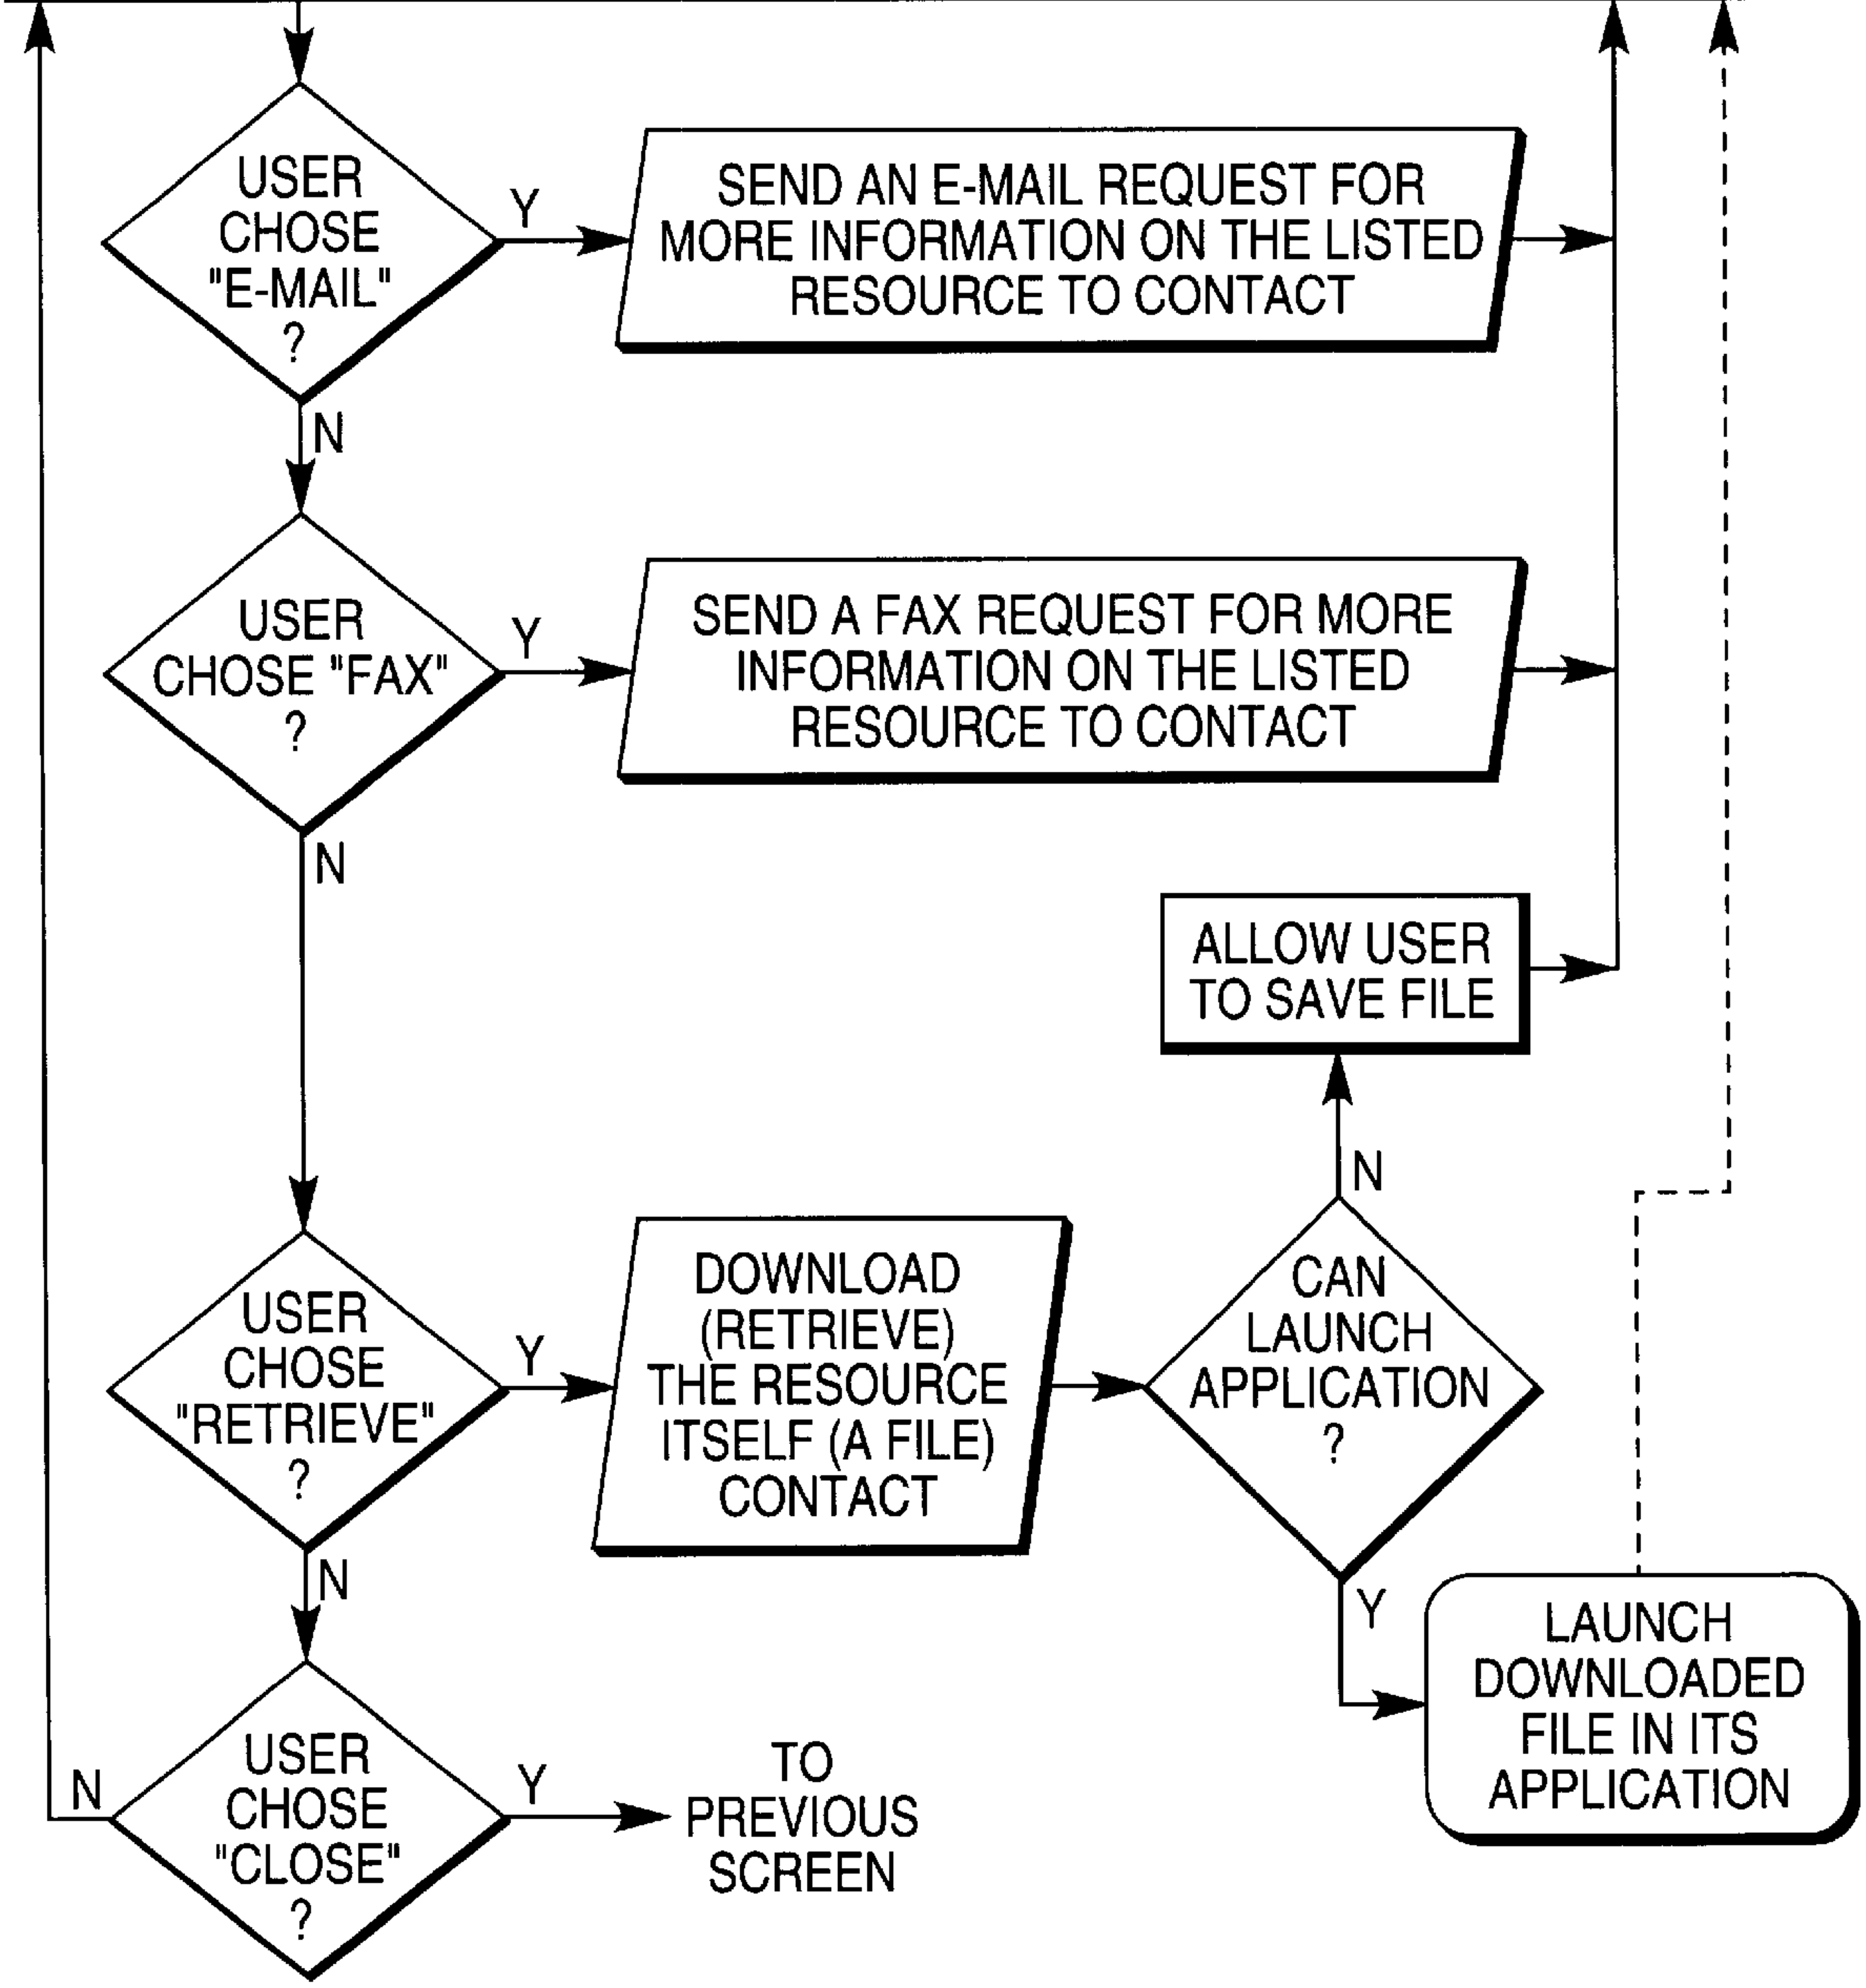 USER
CHOSE
"E-MAIL"
?
Y
SEND AN E-MAIL REQUEST FOR
MORE INFORMATION ON THE LISTED
RESOURCE TO CONTACT
N
USER
CHOSE "FAX"
?
Y
SEND A FAX REQUEST FOR MORE
INFORMATION ON THE LISTED
RESOURCE TO CONTACT
N
ALLOW USER
TO SAVE FILE
N
USER
CHOSE
"RETRIEVE"
?
Y
DOWNLOAD
(RETRIEVE)
THE RESOURCE
ITSELF (A FILE)
CONTACT
CAN
LAUNCH
APPLICATION
?
N
Y
LAUNCH
DOWNLOADED
FILE IN ITS
APPLICATION
USER
CHOSE
"CLOSE"
?
N
Y
TO
PREVIOUS
SCREEN